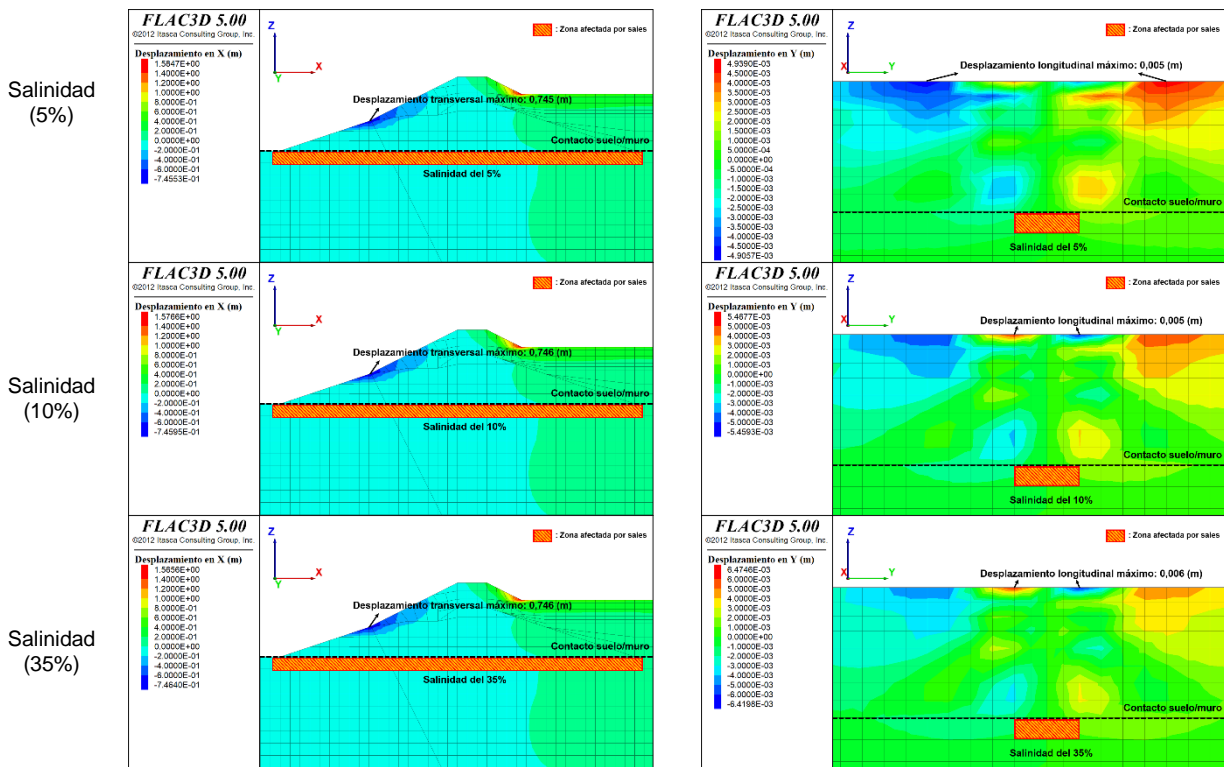 Salinidad
(5%)
FLAC3D 5.00
©2012 Itasca Consulting Group, Inc.
Desplazamiento en X (m)
1.5847E+00
1.4000E+00
1.2000E+00
1.0000E+00
8.0000E-01
6.0000E-01
4.0000E-01
2.0000E-01
0.0000E+00
-2.0000E-01
-4.0000E-01
-6.0000E-01
-7.4553E-01
Z
X
Y
: Zona afectada por sales
Desplazamiento transversal máximo: 0,745 (m)
Contacto suelo/muro
Salinidad del 5%
FLAC3D 5.00
©2012 Itasca Consulting Group, Inc.
Desplazamiento en Y (m)
4.9390E-03
4.5000E-03
4.0000E-03
3.5000E-03
3.0000E-03
2.5000E-03
2.0000E-03
1.5000E-03
1.0000E-03
5.0000E-04
0.0000E+00
-5.0000E-04
-1.0000E-03
-1.5000E-03
-2.0000E-03
-2.5000E-03
-3.0000E-03
-3.5000E-03
-4.0000E-03
-4.5000E-03
-4.9057E-03
Z
X
Y
: Zona afectada por sales
Desplazamiento longitudinal máximo: 0,005 (m)
Contacto suelo/muro
Salinidad del 5%
Salinidad
(10%)
FLAC3D 5.00
©2012 Itasca Consulting Group, Inc.
Desplazamiento en X (m)
1.5766E+00
1.4000E+00
1.2000E+00
1.0000E+00
8.0000E-01
6.0000E-01
4.0000E-01
2.0000E-01
0.0000E+00
-2.0000E-01
-4.0000E-01
-6.0000E-01
-7.4595E-01
Z
X
Y
: Zona afectada por sales
Desplazamiento transversal máximo: 0,746 (m)
Contacto suelo/muro
Salinidad del 10%
FLAC3D 5.00
©2012 Itasca Consulting Group, Inc.
Desplazamiento en Y (m)
5.4677E-03
5.0000E-03
4.0000E-03
3.0000E-03
2.0000E-03
1.0000E-03
0.0000E+00
-1.0000E-03
-2.0000E-03
-3.0000E-03
-4.0000E-03
-5.0000E-03
-5.4593E-03
Z
X
Y
: Zona afectada por sales
Desplazamiento longitudinal máximo: 0,005 (m)
Contacto suelo/muro
Salinidad del 10%
Salinidad
(35%)
FLAC3D 5.00
©2012 Itasca Consulting Group, Inc.
Desplazamiento en X (m)
1.5856E+00
1.4000E+00
1.2000E+00
1.0000E+00
8.0000E-01
6.0000E-01
4.0000E-01
2.0000E-01
0.0000E+00
-2.0000E-01
-4.0000E-01
-6.0000E-01
-7.4640E-01
Z
X
Y
: Zona afectada por sales
Desplazamiento transversal máximo: 0,746 (m)
Contacto suelo/muro
Salinidad del 35%
FLAC3D 5.00
©2012 Itasca Consulting Group, Inc.
Desplazamiento en Y (m)
6.4746E-03
6.0000E-03
5.0000E-03
4.0000E-03
3.0000E-03
2.0000E-03
1.0000E-03
0.0000E+00
-1.0000E-03
-2.0000E-03
-3.0000E-03
-4.0000E-03
-5.0000E-03
-6.0000E-03
-6.4198E-03
Z
X
Y
: Zona afectada por sales
Desplazamiento longitudinal máximo: 0,006 (m)
Contacto suelo/muro
Salinidad del 35%